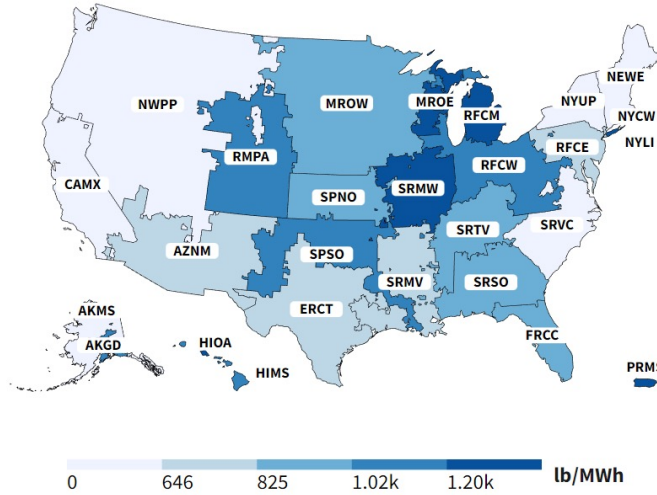 NEWE
NWPP
MROW
MROE
NYUP
RFCM
NYCW
NYLI
RFCE
RMPA
RFCW
CAMX
SPNO
SRMW
SRVC
SRTV
AZNM
SPSO
SRMV
SRSO
ERCT
AKMS
FRCC
AKGD
HIOA
HIMS
PRMS
0 646 825 1.02k 1.20k lb/MWh